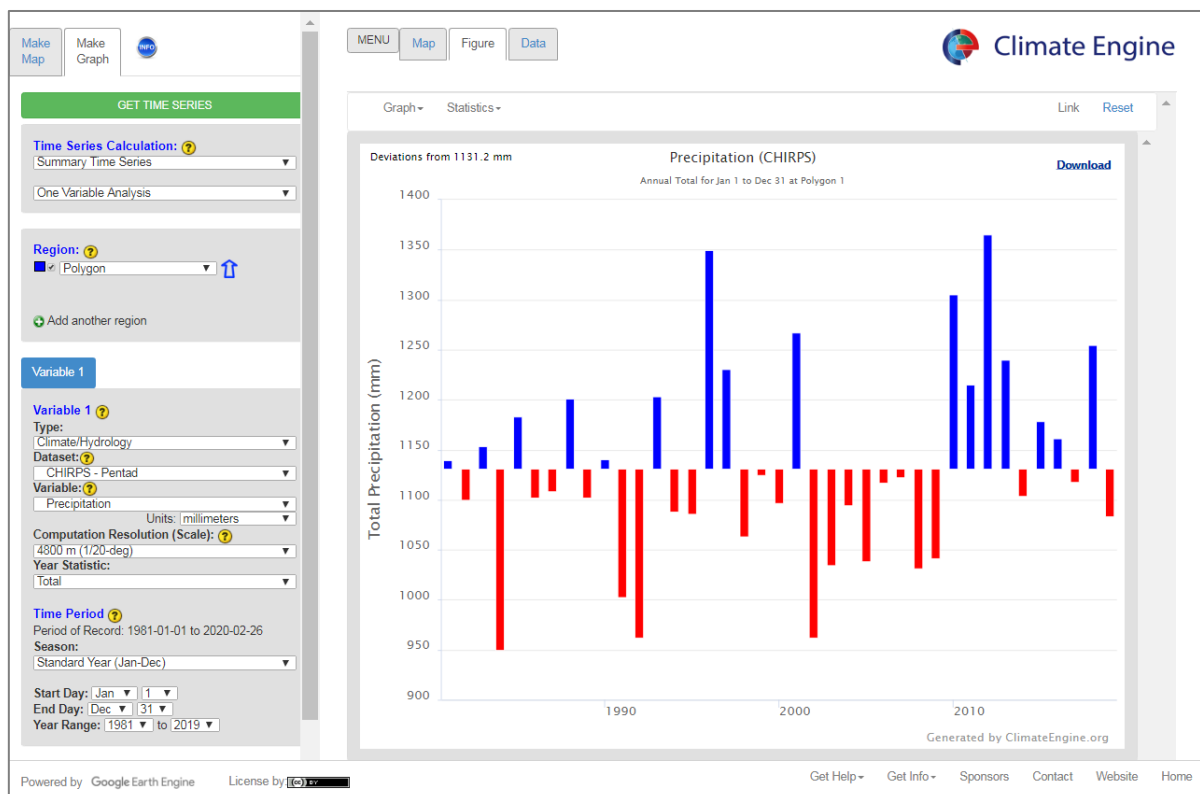 Make Map
Make Graph
INFO
GET TIME SERIES
Time Series Calculation: ?
Summary Time Series
One Variable Analysis
Region: ?
Polygon
Add another region
Variable 1
Variable 1 ?
Type:
Climate/Hydrology
Dataset: ?
CHIRPS - Pentad
Variable: ?
Precipitation
Units: millimeters
Computation Resolution (Scale): ?
4800 m (1/20-deg)
Year Statistic:
Total
Time Period ?
Period of Record: 1981-01-01 to 2020-02-26
Season:
Standard Year (Jan-Dec)
Start Day: Jan 1
End Day: Dec 31
Year Range: 1981 to 2019
MENU
Map
Figure
Data
Climate Engine
Graph
Statistics
Link
Reset
Deviations from 1131.2 mm
Precipitation (CHIRPS)
Download
Annual Total for Jan 1 to Dec 31 at Polygon 1
Total Precipitation (mm)
1400
1350
1300
1250
1200
1150
1100
1050
1000
950
900
1990
2000
2010
Generated by ClimateEngine.org
Powered by Google Earth Engine
License by: (cc) BY
Get Help
Get Info
Sponsors
Contact
Website
Home